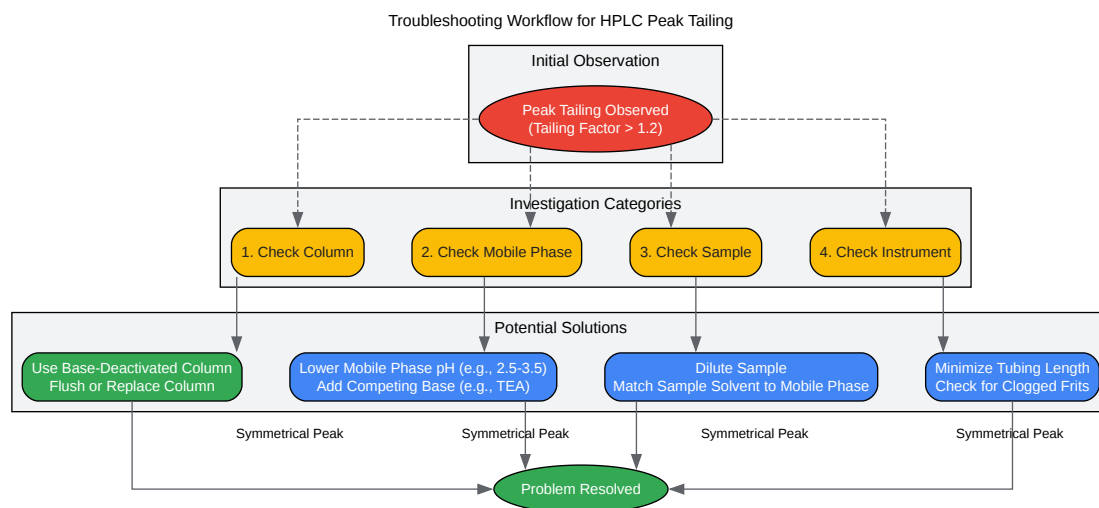 Troubleshooting Workflow for HPLC Peak Tailing
Initial Observation
Peak Tailing Observed
(Tailing Factor > 1.2)
Investigation Categories
1. Check Column
2. Check Mobile Phase
3. Check Sample
4. Check Instrument
Potential Solutions
Use Base-Deactivated Column
Flush or Replace Column
Lower Mobile Phase pH (e.g., 2.5-3.5)
Add Competing Base (e.g., TEA)
Dilute Sample
Match Sample Solvent to Mobile Phase
Minimize Tubing Length
Check for Clogged Frits
Symmetrical Peak
Symmetrical Peak
Symmetrical Peak
Symmetrical Peak
Problem Resolved